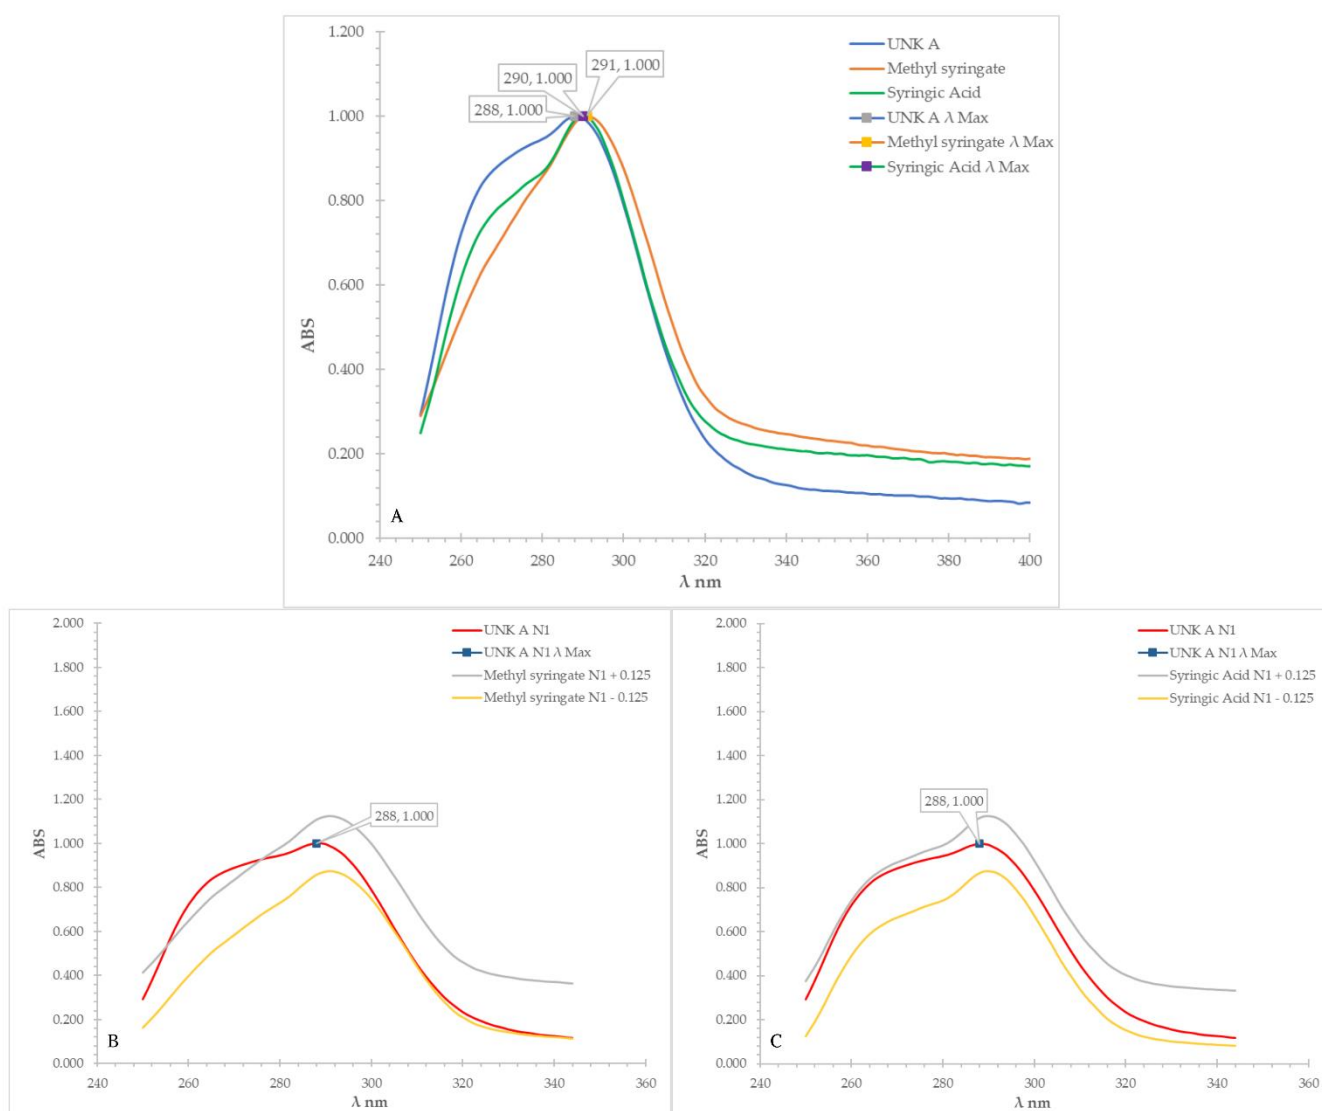 1.200
1.000
0.800
0.600
0.400
0.200
0.000
ABS
240 260 280 300 320 340 360 380 400
λ nm
290, 1.000
291, 1.000
288, 1.000
UNK A
Methyl syringate
Syringic Acid
UNK A λ Max
Methyl syringate λ Max
Syringic Acid λ Max
A
2.000
1.800
1.600
1.400
1.200
1.000
0.800
0.600
0.400
0.200
0.000
ABS
240 260 280 300 320 340 360
λ nm
288, 1.000
UNK A N1
UNK A N1 λ Max
Methyl syringate N1 + 0.125
Methyl syringate N1 - 0.125
B
2.000
1.800
1.600
1.400
1.200
1.000
0.800
0.600
0.400
0.200
0.000
ABS
240 260 280 300 320 340 360
λ nm
288, 1.000
UNK A N1
UNK A N1 λ Max
Syringic Acid N1 + 0.125
Syringic Acid N1 - 0.125
C